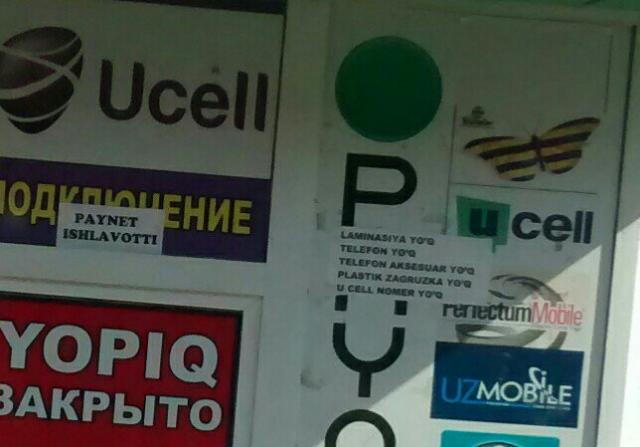 Ucell
ПОДКЛЮЧЕНИЕ
PAYNET
ISHLAVOTTI
YOPIQ
ЗАКРЫТО
P
LAMINASIYA YO'Q
TELEFON YO'Q
TELEFON AKSESUAR YO'Q
PLASTIK ZAGRUZKA YO'Q
U CELL NOMER YO'Q
Y
ucell
PerfectumMobile
UZMOBILE